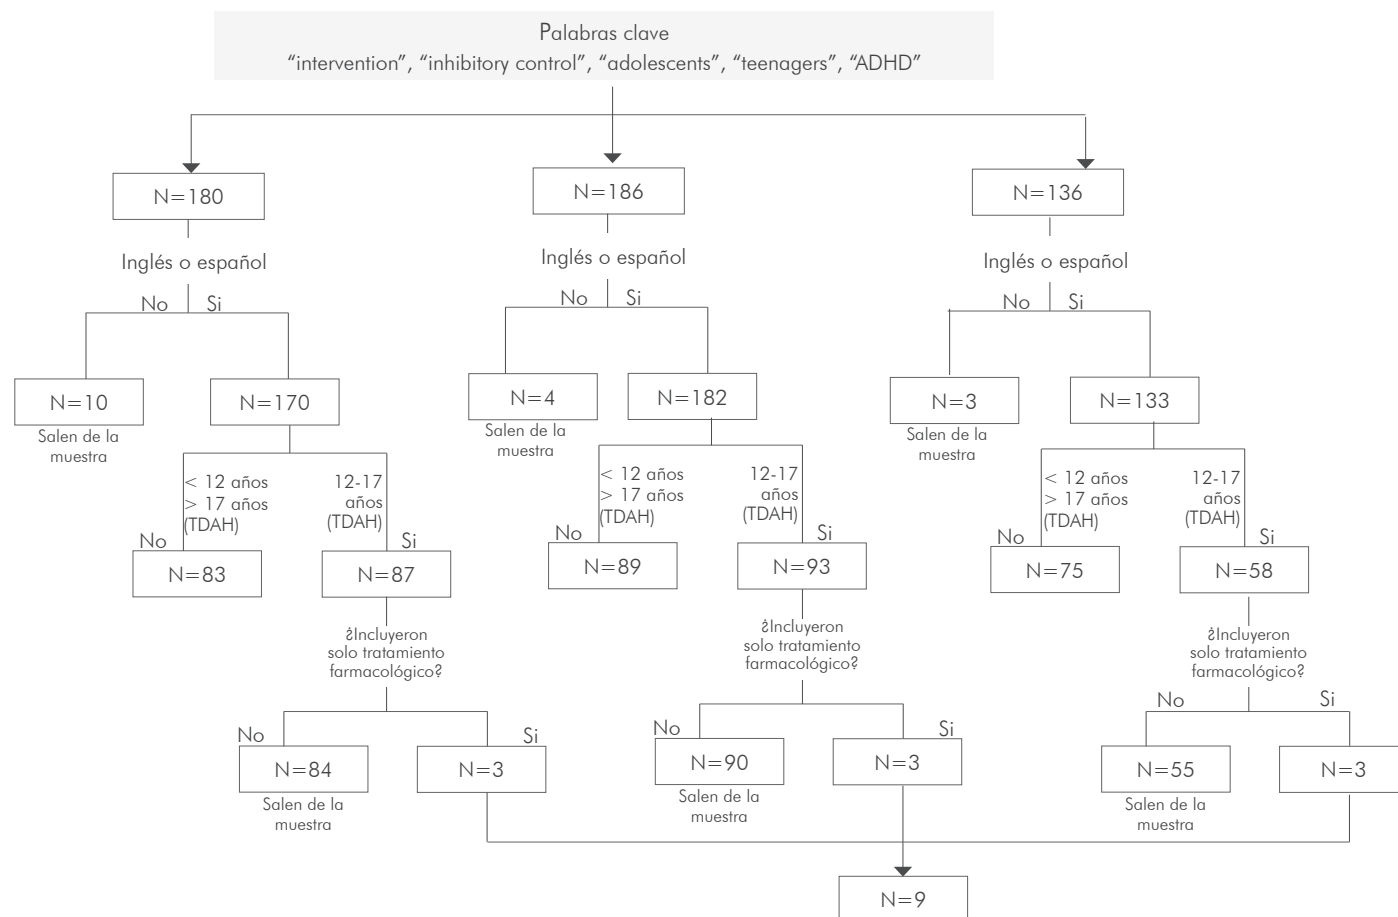 Palabras clave
“intervention”, “inhibitory control”, “adolescents”, “teenagers”, “ADHD”
N=180
N=186
N=136
Inglés o español
Inglés o español
Inglés o español
No
Si
No
Si
No
Si
N=10
N=170
N=4
N=182
N=3
N=133
Salen de la
muestra
Salen de la
muestra
Salen de la
muestra
< 12 años
> 17 años
(TDAH)
12-17
años
(TDAH)
< 12 años
> 17 años
(TDAH)
12-17
años
(TDAH)
< 12 años
> 17 años
(TDAH)
12-17
años
(TDAH)
No
Si
No
Si
No
Si
N=83
N=87
N=89
N=93
N=75
N=58
¿Incluyeron
solo tratamiento
farmacológico?
¿Incluyeron
solo tratamiento
farmacológico?
¿Incluyeron
solo tratamiento
farmacológico?
No
Si
No
Si
No
Si
N=84
N=3
N=90
N=3
N=55
N=3
Salen de la
muestra
Salen de la
muestra
Salen de la
muestra
N=9